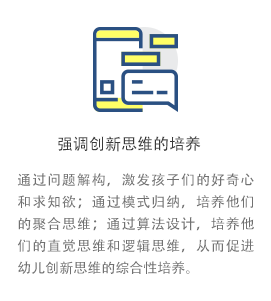 强调创新思维的培养
通过问题解构，激发孩子们的好奇心
和求知欲；通过模式归纳，培养他们
的聚合思维；通过算法设计，培养他
们的直觉思维和逻辑思维，从而促进
幼儿创新思维的综合性培养。